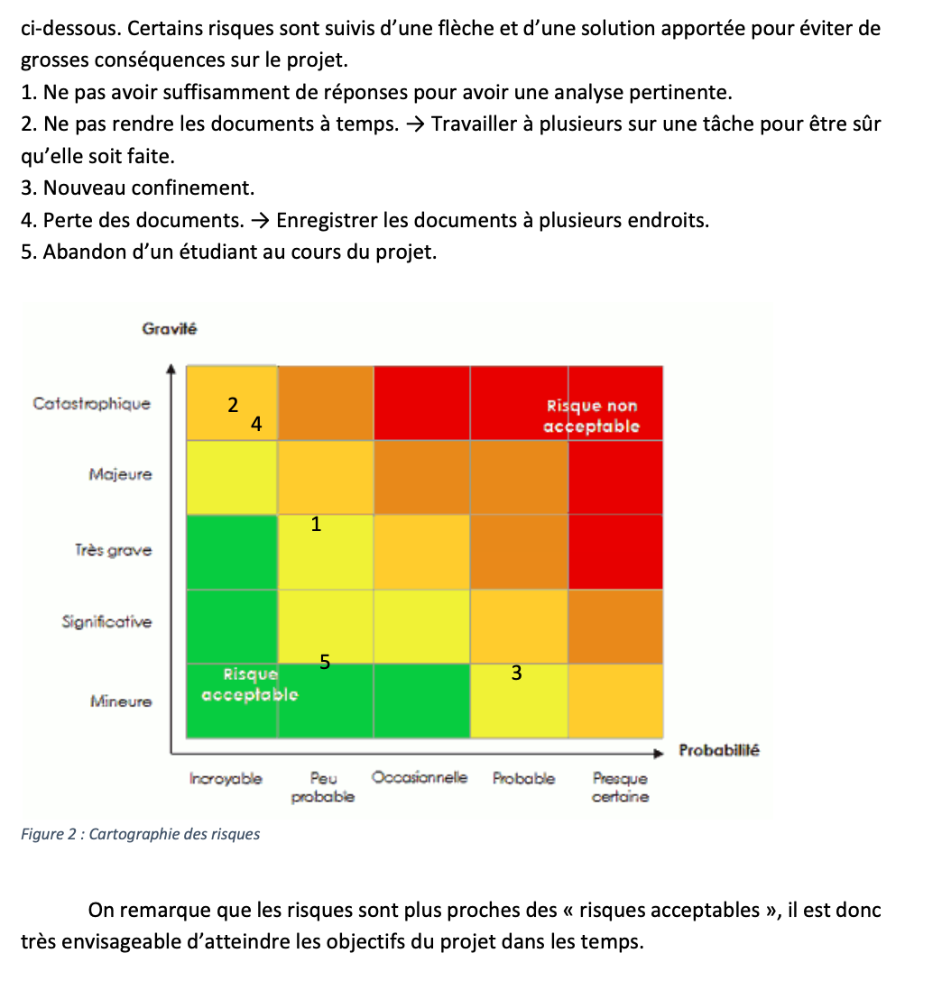 ci-dessous. Certains risques sont suivis d’une flèche et d’une solution apportée pour éviter de
grosses conséquences sur le projet.
1. Ne pas avoir suffisamment de réponses pour avoir une analyse pertinente.
2. Ne pas rendre les documents à temps. → Travailler à plusieurs sur une tâche pour être sûr
qu’elle soit faite.
3. Nouveau confinement.
4. Perte des documents. → Enregistrer les documents à plusieurs endroits.
5. Abandon d’un étudiant au cours du projet.
Gravité
Catastrophique
2
4
Risque non
acceptable
Majeure
1
Très grave
Significative
5
3
Risque
acceptable
Mineure
Probabilité
Incroyable
Peu
probable
Occasionnelle
Probable
Presque
certaine
Figure 2 : Cartographie des risques
On remarque que les risques sont plus proches des « risques acceptables », il est donc
très envisageable d’atteindre les objectifs du projet dans les temps.